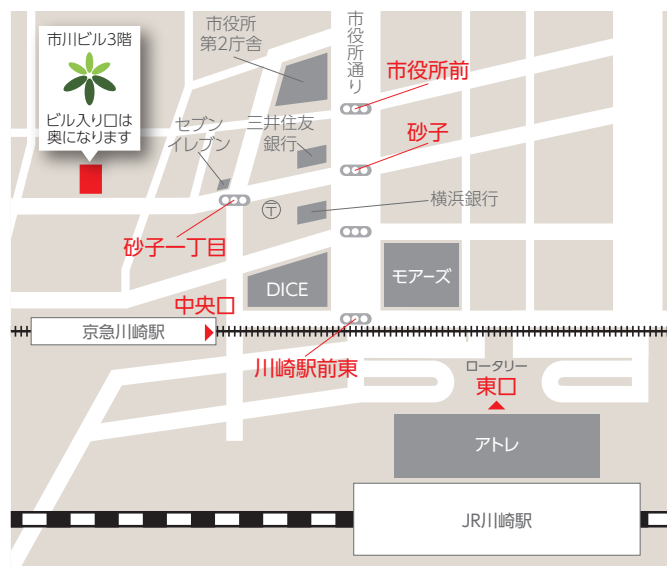 市川ビル3階
ビル入り口は
奥になります
市役所
第2庁舎
市役所通り
市役所前
セブン
イレブン
三井住友
銀行
砂子
〒
横浜銀行
砂子一丁目
DICE
モアーズ
中央口
京急川崎駅
川崎駅前東
ロータリー
東口
アトレ
JR川崎駅